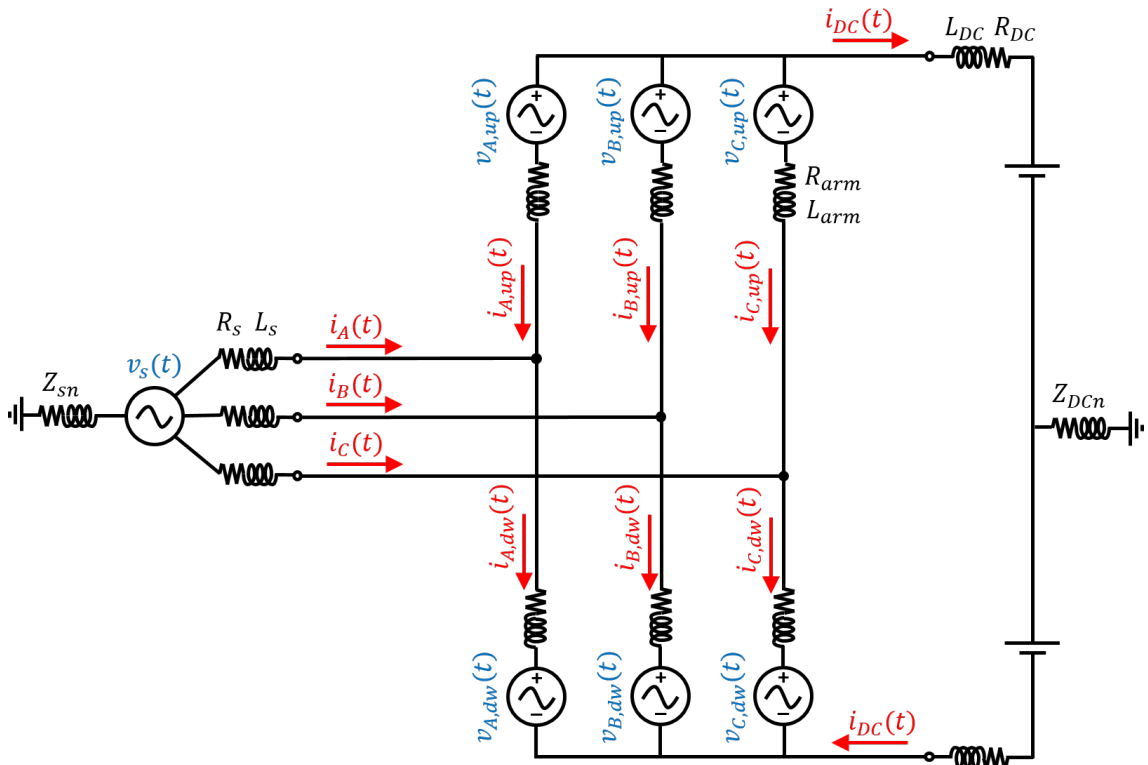 i_DC(t)
L_DC R_DC
v_A,up(t)
v_B,up(t)
v_C,up(t)
+
−
+
−
+
−
R_arm
L_arm
i_A,up(t)
i_B,up(t)
i_C,up(t)
R_s L_s
i_A(t)
v_s(t)
Z_sn
i_B(t)
i_C(t)
Z_DCn
i_A,dw(t)
i_B,dw(t)
i_C,dw(t)
v_A,dw(t)
v_B,dw(t)
v_C,dw(t)
+
−
+
−
+
−
i_DC(t)